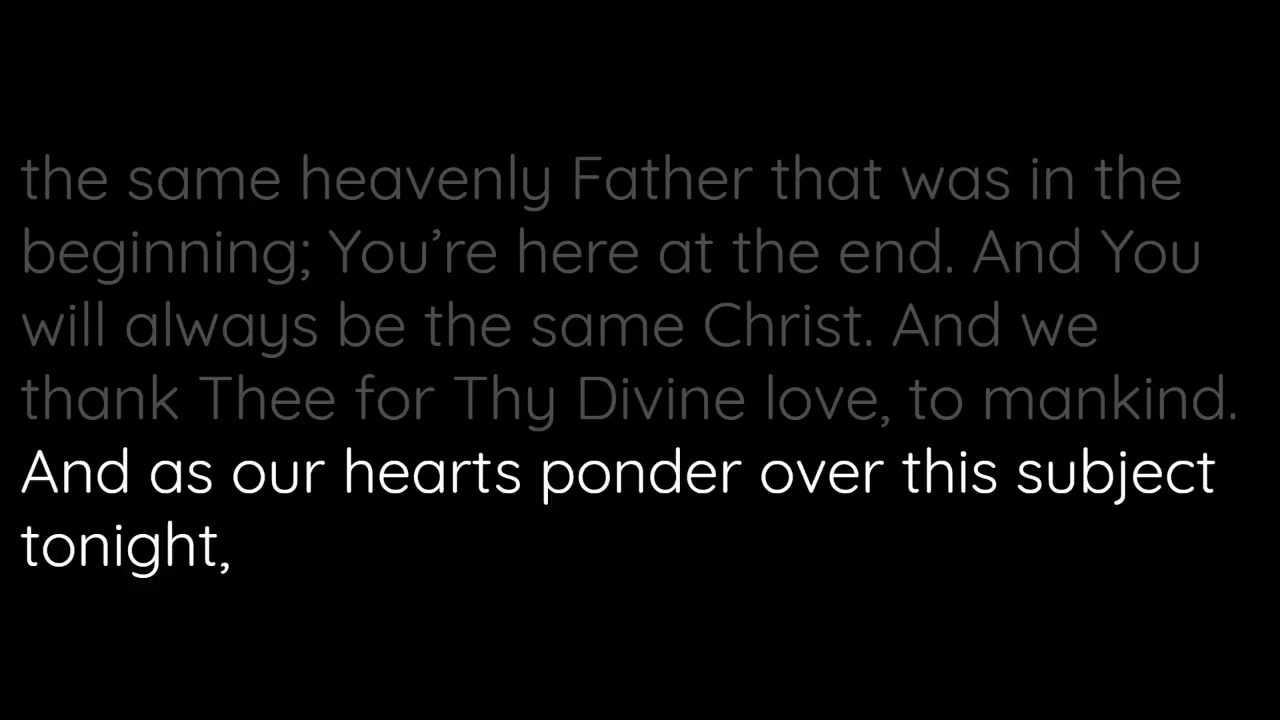 the same heavenly Father that was in the
beginning; You’re here at the end. And You
will always be the same Christ. And we
thank Thee for Thy Divine love, to mankind.
And as our hearts ponder over this subject
tonight,